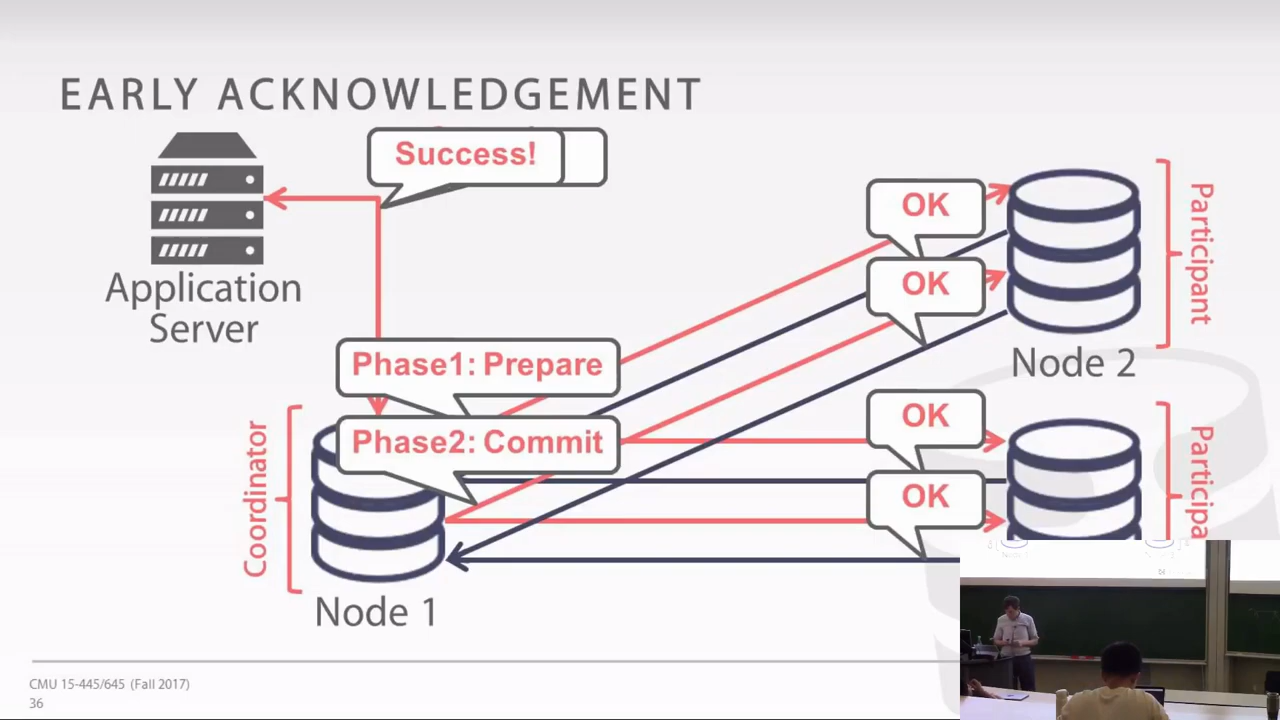 EARLY ACKNOWLEDGEMENT
Success!
Application
Server
OK
OK
Participant
Node 2
Phase1: Prepare
Phase2: Commit
Coordinator
Node 1
OK
OK
Participa
CMU 15-445/645 (Fall 2017)
36